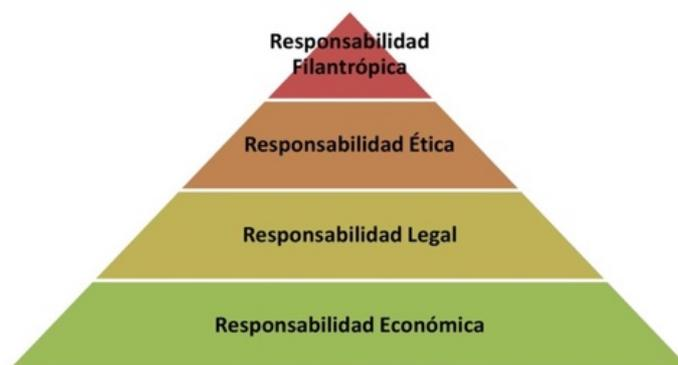 Responsabilidad
Filantrópica
Responsabilidad Ética
Responsabilidad Legal
Responsabilidad Económica